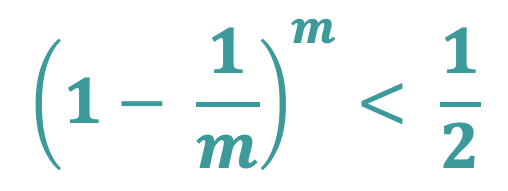 (1 − 1/m)^m < 1/2